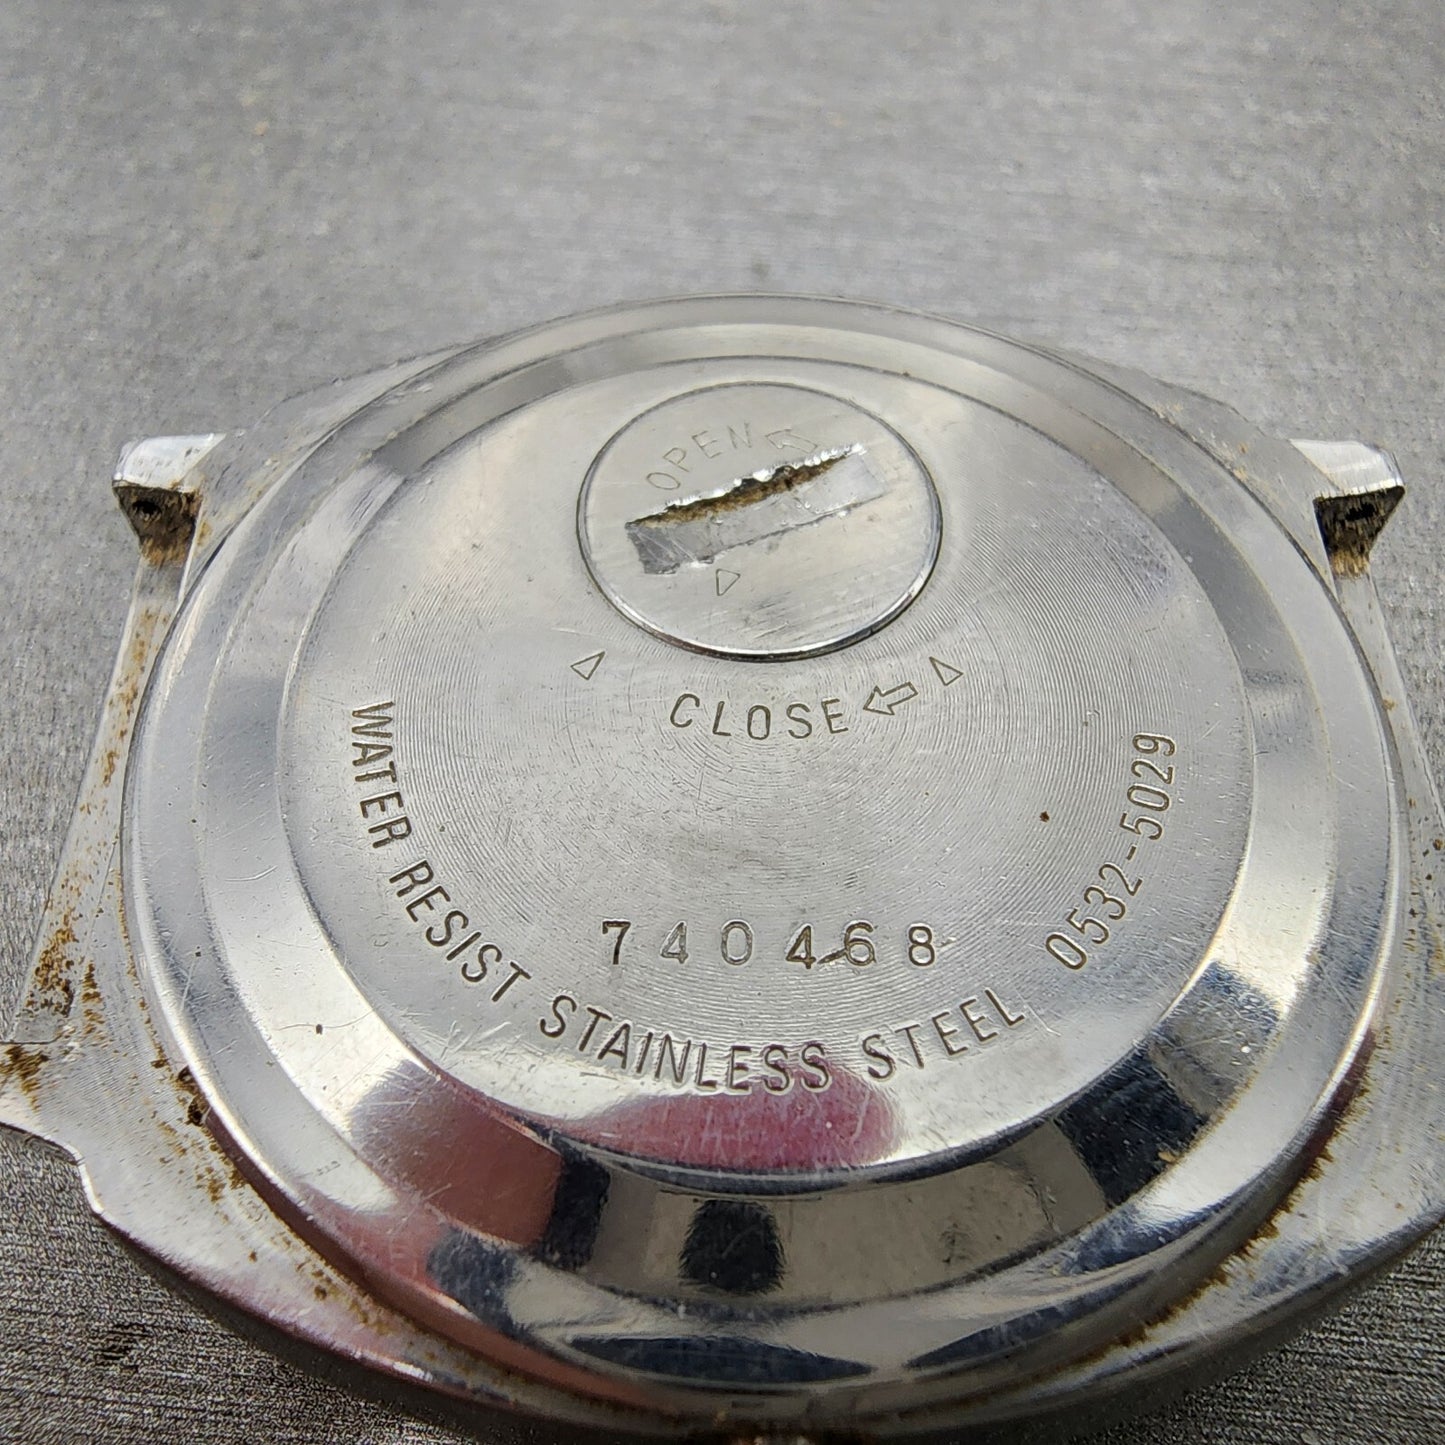 OPEN
CLOSE
WATER RESIST STAINLESS STEEL 0532-5029
740468